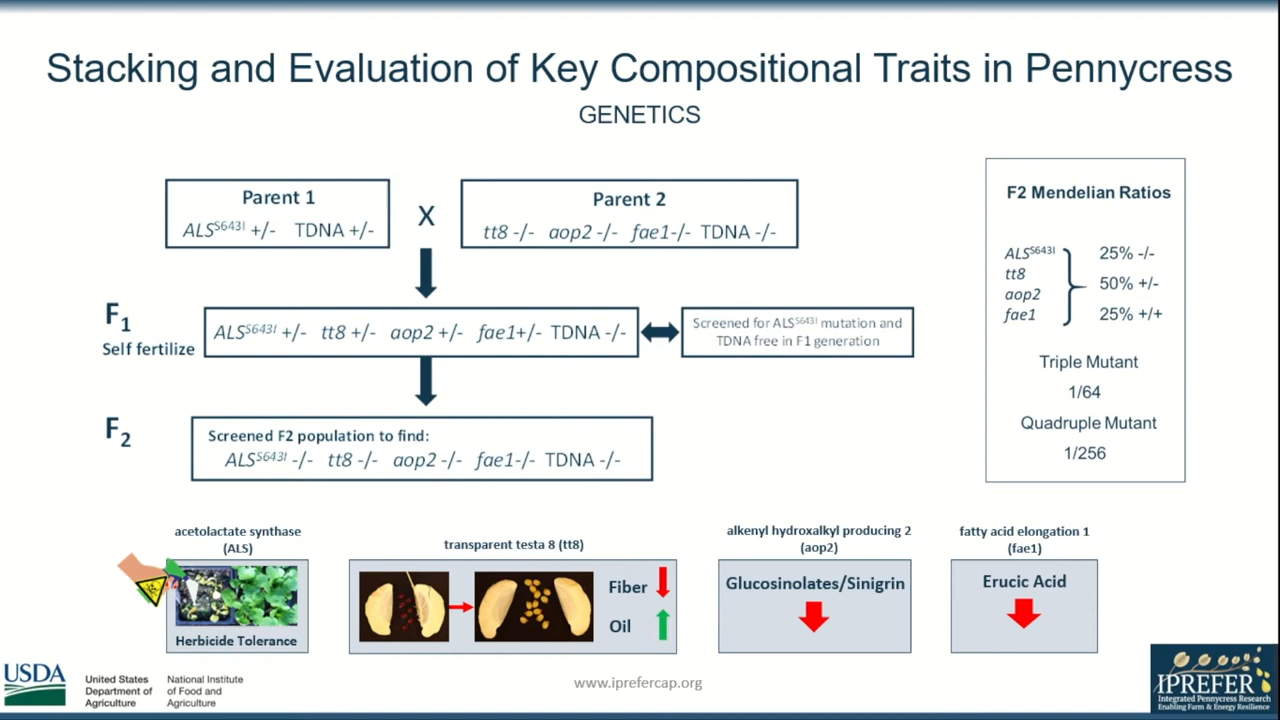 Stacking and Evaluation of Key Compositional Traits in Pennycress
GENETICS
Parent 1
ALS^S643I +/- TDNA +/-
X
Parent 2
tt8 -/- aop2 -/- fae1-/- TDNA -/-
F1
Self fertilize
ALS^S643I +/- tt8 +/- aop2 +/- fae1+/- TDNA -/-
Screened for ALS^S643I mutation and
TDNA free in F1 generation
F2
Screened F2 population to find:
ALS^S643I -/- tt8 -/- aop2 -/- fae1-/- TDNA -/-
F2 Mendelian Ratios
ALS^S643I
tt8
aop2
fae1
25% -/-
50% +/-
25% +/+
Triple Mutant
1/64
Quadruple Mutant
1/256
acetolactate synthase
(ALS)
Herbicide Tolerance
transparent testa 8 (tt8)
Fiber
Oil
alkenyl hydroxalkyl producing 2
(aop2)
Glucosinolates/Sinigrin
fatty acid elongation 1
(fae1)
Erucic Acid
USDA
United States
Department of
Agriculture
National Institute
of Food and
Agriculture
www.iprefercap.org
IPREFER
Integrated Pennycress Research
Enabling Farm & Energy Resilience